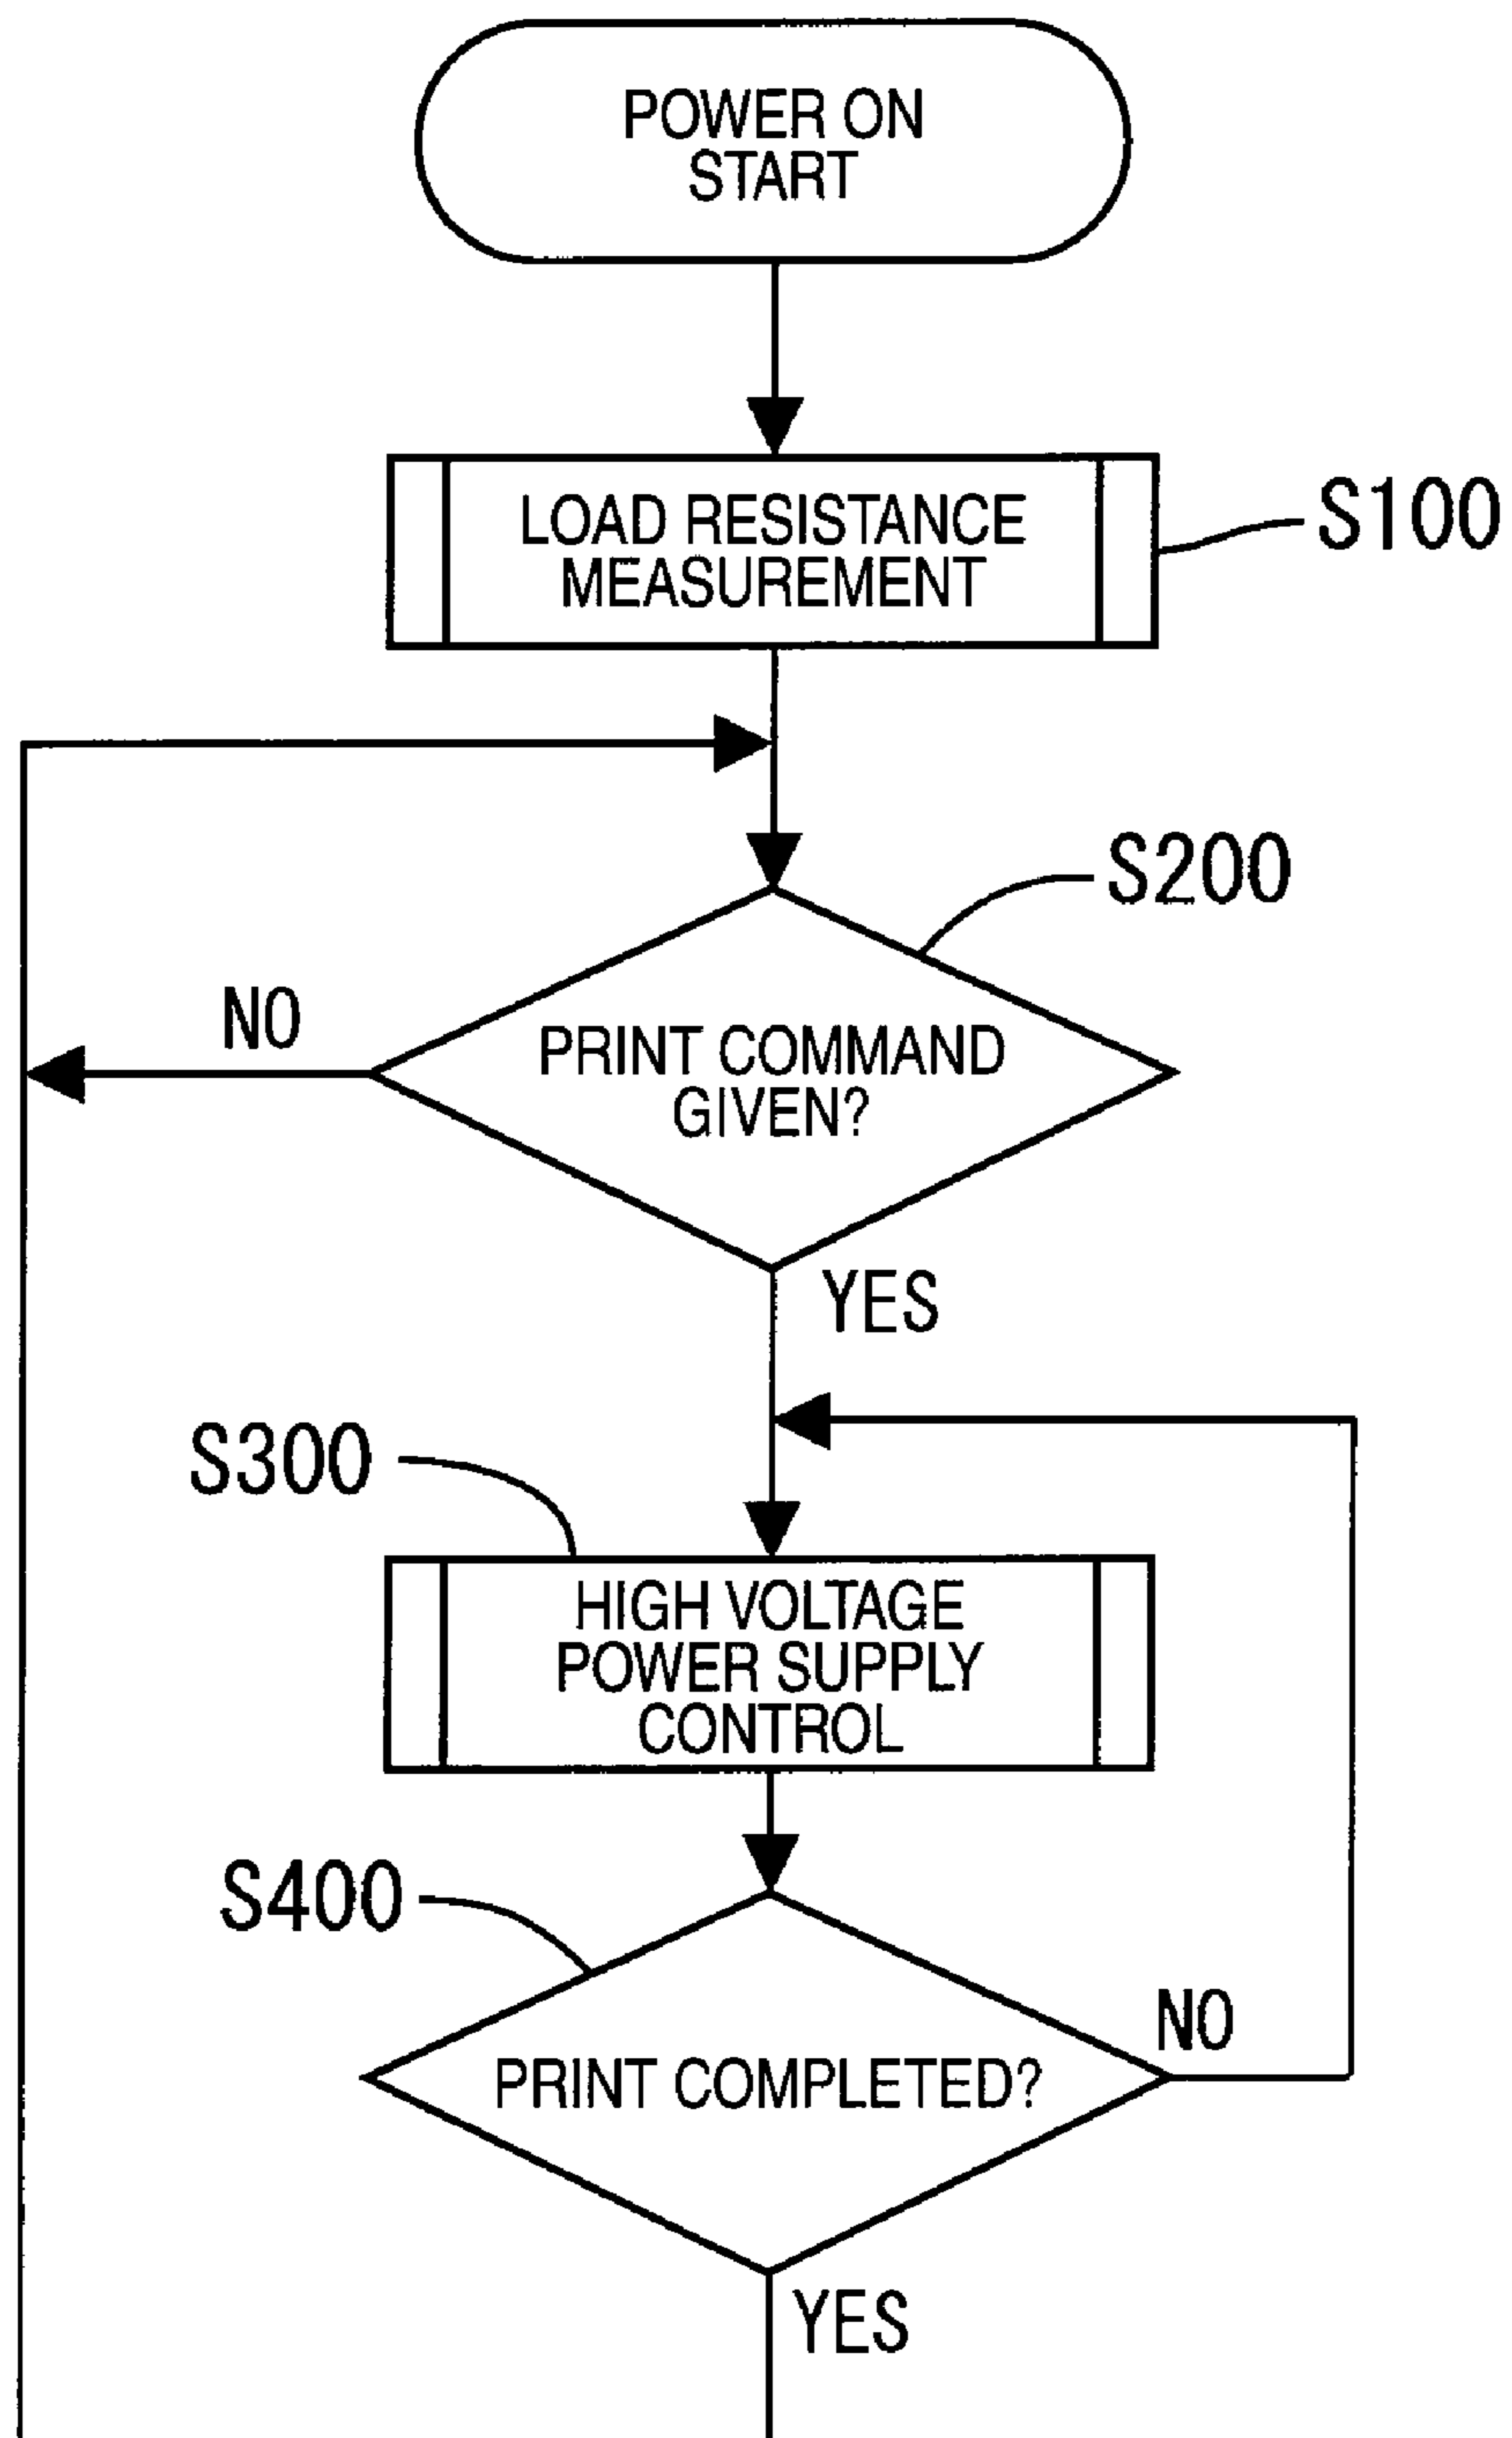 POWER ON
START
LOAD RESISTANCE
MEASUREMENT
S100
S200
NO
PRINT COMMAND
GIVEN?
YES
S300
HIGH VOLTAGE
POWER SUPPLY
CONTROL
S400
NO
PRINT COMPLETED?
YES